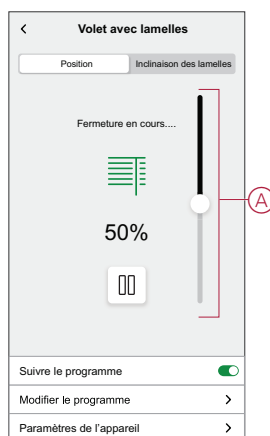 Volet avec lamelles
Position Inclinaison des lamelles
Fermeture en cours....
50%
A
Suivre le programme
Modifier le programme
Paramètres de l'appareil